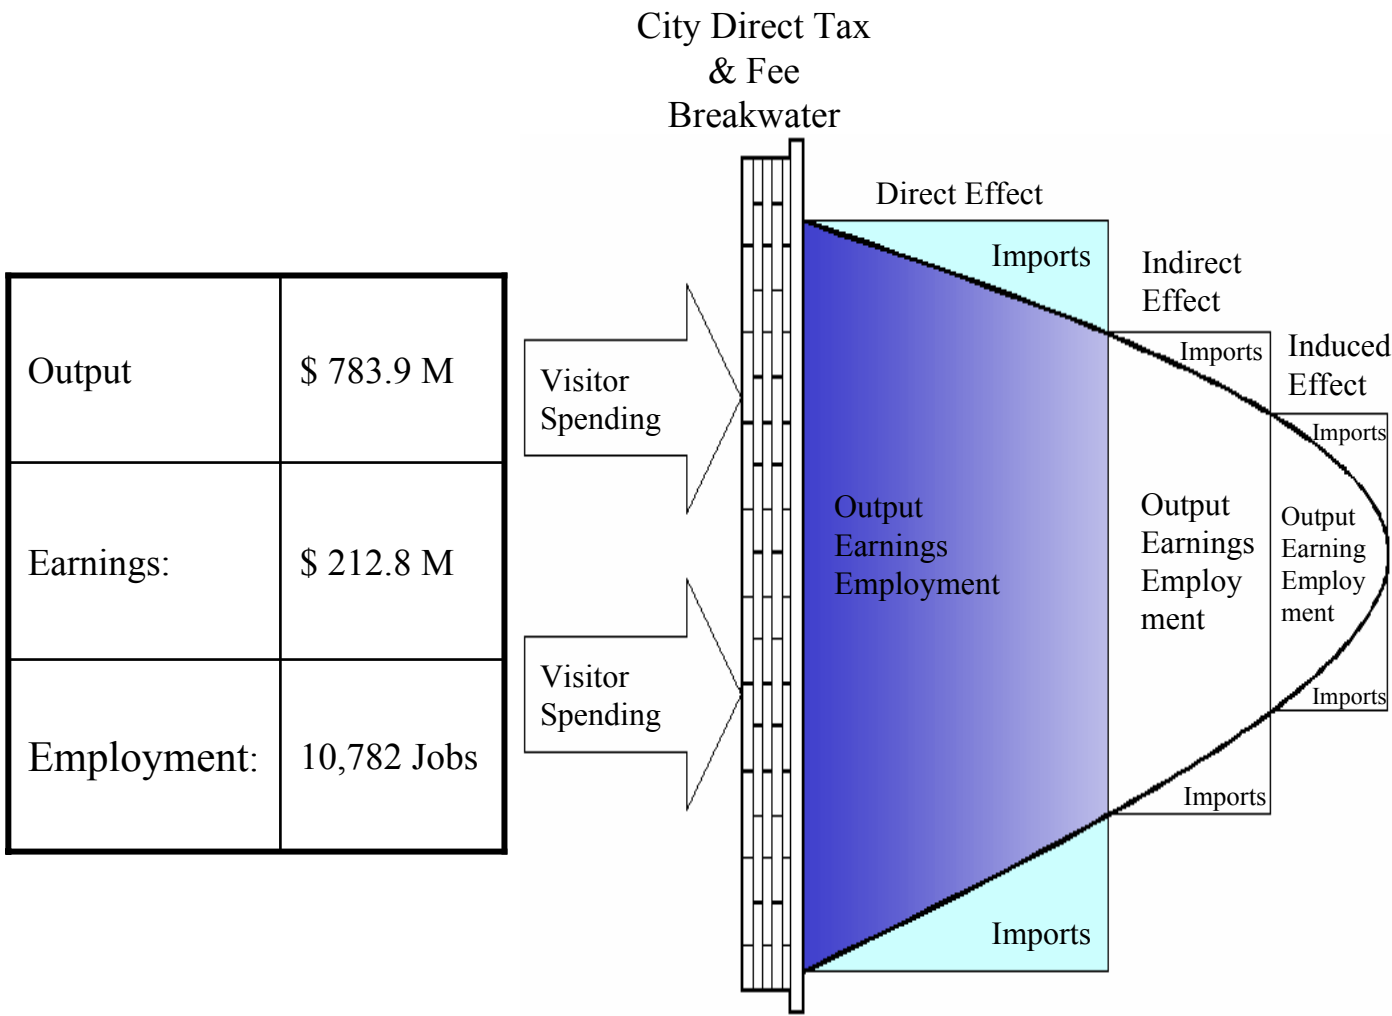 City Direct Tax
& Fee
Breakwater
Output
$ 783.9 M
Earnings:
$ 212.8 M
Employment:
10,782 Jobs
Visitor
Spending
Visitor
Spending
Direct Effect
Imports
Output
Earnings
Employment
Imports
Indirect
Effect
Imports
Output
Earnings
Employ
ment
Imports
Induced
Effect
Imports
Output
Earning
Employ
ment
Imports